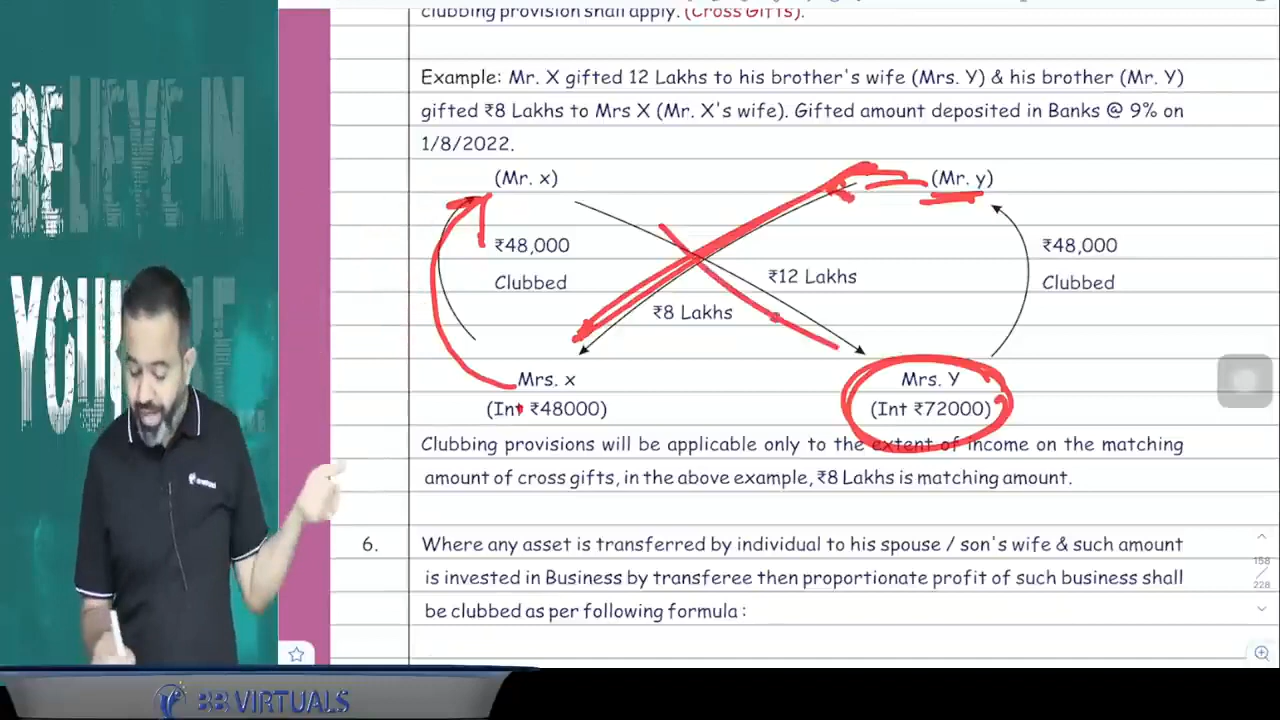 clubbing provision shall apply. (Cross Gifts).
Example: Mr. X gifted 12 Lakhs to his brother's wife (Mrs. Y) & his brother (Mr. Y)
gifted ₹8 Lakhs to Mrs X (Mr. X's wife). Gifted amount deposited in Banks @ 9% on
1/8/2022.
(Mr. x)
(Mr. y)
₹48,000
Clubbed
₹12 Lakhs
₹8 Lakhs
₹48,000
Clubbed
Mrs. x
(Int ₹48000)
Mrs. Y
(Int ₹72000)
Clubbing provisions will be applicable only to the extent of income on the matching
amount of cross gifts, in the above example, ₹8 Lakhs is matching amount.
6.
Where any asset is transferred by individual to his spouse / son's wife & such amount
is invested in Business by transferee then proportionate profit of such business shall
be clubbed as per following formula :
158
228
BELIEVE IN
BB VIRTUALS